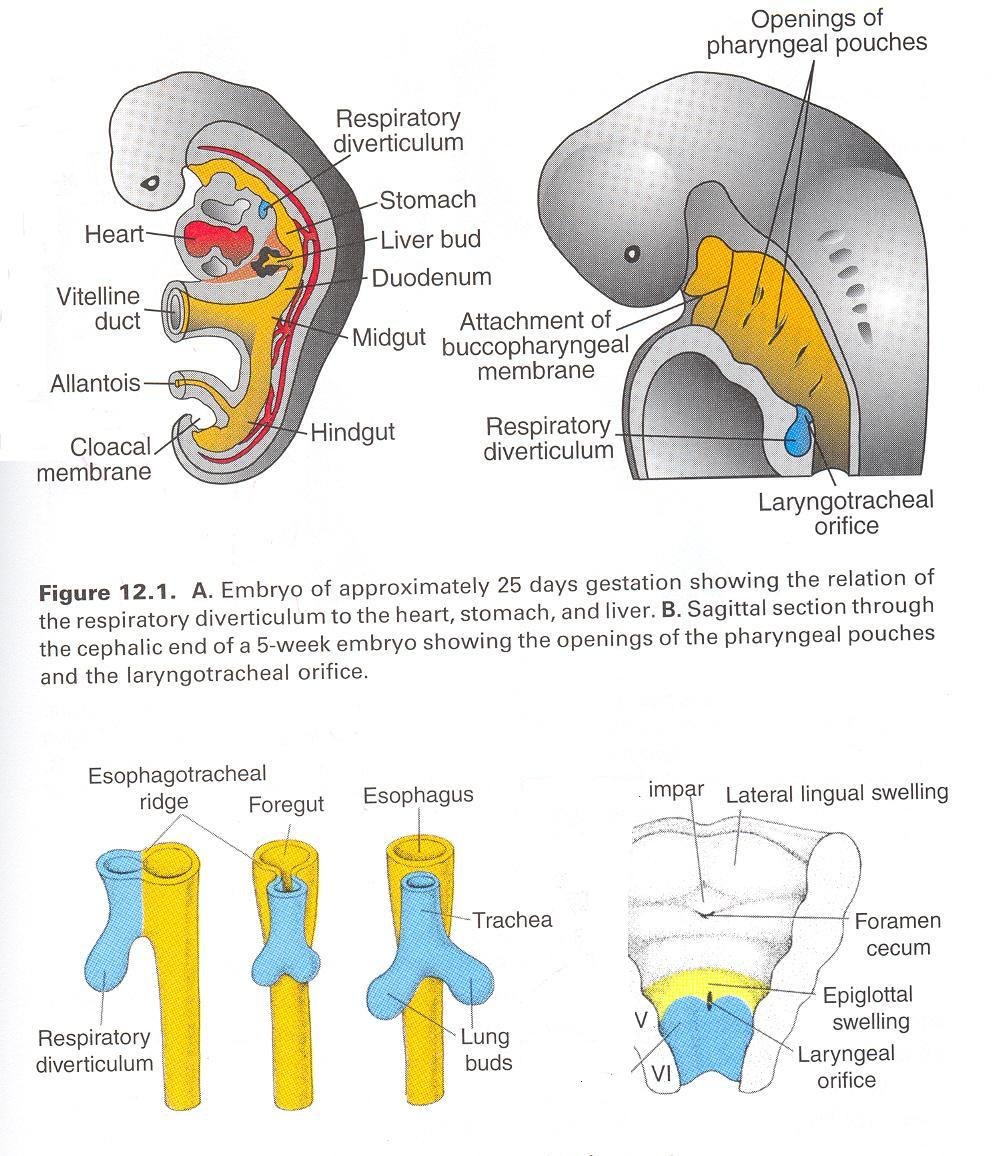 Openings of
pharyngeal pouches
Respiratory
diverticulum
Stomach
Heart
Liver bud
Duodenum
Vitelline
duct
Midgut
Attachment of
buccopharyngeal
membrane
Allantois
Hindgut
Cloacal
membrane
Respiratory
diverticulum
Laryngotracheal
orifice
Figure 12.1. A. Embryo of approximately 25 days gestation showing the relation of
the respiratory diverticulum to the heart, stomach, and liver. B. Sagittal section through
the cephalic end of a 5-week embryo showing the openings of the pharyngeal pouches
and the laryngotracheal orifice.
Esophagotracheal
ridge
Foregut
Esophagus
impar
Lateral lingual swelling
Trachea
Foramen
cecum
Epiglottal
swelling
V
Respiratory
diverticulum
Lung
buds
Laryngeal
orifice
VI